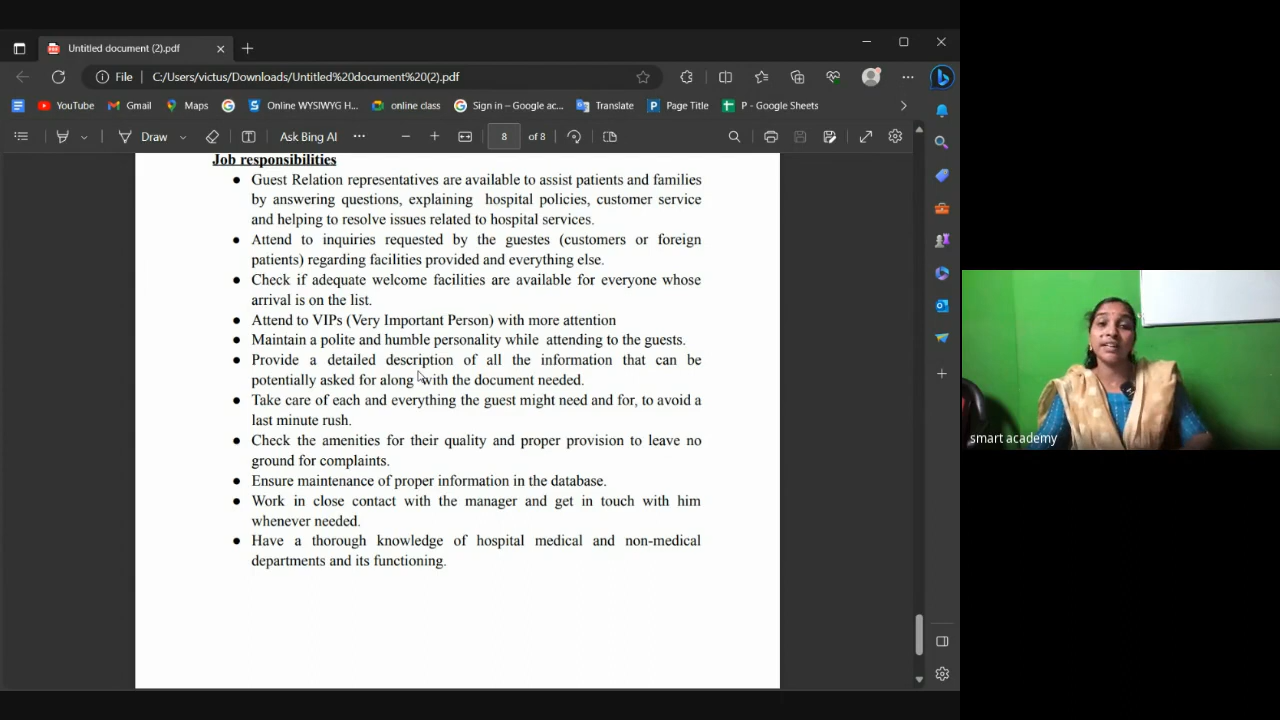 Untitled document (2).pdf
File C:/Users/victus/Downloads/Untitled%20document%20(2).pdf
YouTube Gmail Maps Online WYSIWYG H... online class Sign in – Google ac... Translate Page Title P - Google Sheets
Draw Ask Bing AI 8 of 8
Job responsibilities
● Guest Relation representatives are available to assist patients and families
by answering questions, explaining hospital policies, customer service
and helping to resolve issues related to hospital services.
● Attend to inquiries requested by the guestes (customers or foreign
patients) regarding facilities provided and everything else.
● Check if adequate welcome facilities are available for everyone whose
arrival is on the list.
● Attend to VIPs (Very Important Person) with more attention
● Maintain a polite and humble personality while attending to the guests.
● Provide a detailed description of all the information that can be
potentially asked for along with the document needed.
● Take care of each and everything the guest might need and for, to avoid a
last minute rush.
● Check the amenities for their quality and proper provision to leave no
ground for complaints.
● Ensure maintenance of proper information in the database.
● Work in close contact with the manager and get in touch with him
whenever needed.
● Have a thorough knowledge of hospital medical and non-medical
departments and its functioning.
smart academy